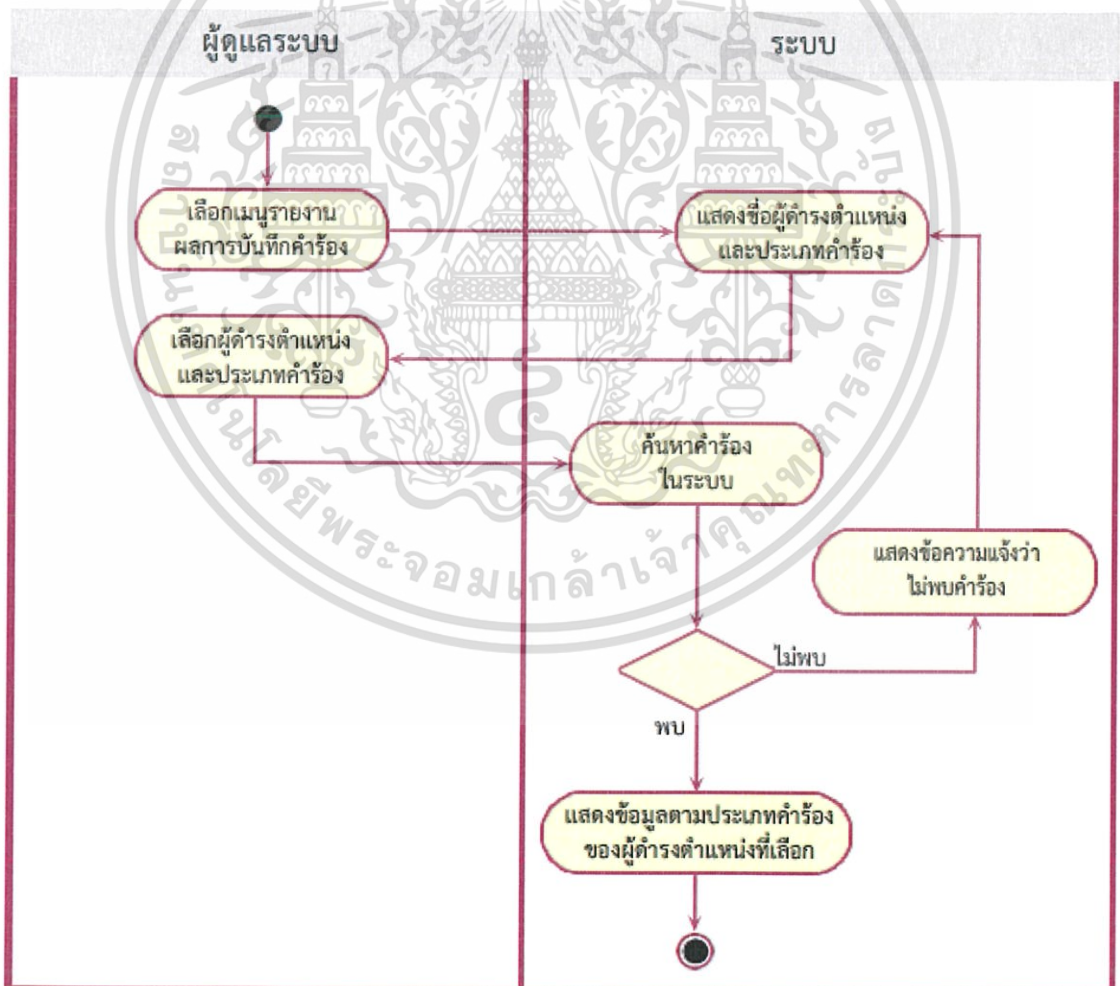 ผู้ดูแลระบบ
ระบบ
เลือกเมนูรายงาน
ผลการบันทึกคำร้อง
แสดงชื่อผู้ดำรงตำแหน่ง
และประเภทคำร้อง
เลือกผู้ดำรงตำแหน่ง
และประเภทคำร้อง
ค้นหาคำร้อง
ในระบบ
แสดงข้อความแจ้งว่า
ไม่พบคำร้อง
ไม่พบ
พบ
แสดงข้อมูลตามประเภทคำร้อง
ของผู้ดำรงตำแหน่งที่เลือก